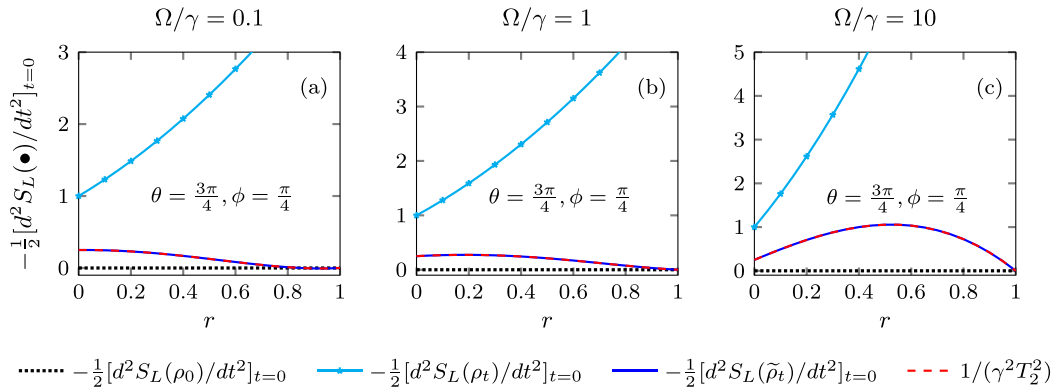 Ω/γ = 0.1
Ω/γ = 1
Ω/γ = 10
−½[d²S_L(●)/dt²]_{t=0}
3
2
1
0
(a)
θ = 3π/4, ϕ = π/4
0 0.2 0.4 0.6 0.8 1
r
4
3
2
1
0
(b)
θ = 3π/4, ϕ = π/4
0 0.2 0.4 0.6 0.8 1
r
5
4
3
2
1
0
(c)
θ = 3π/4, ϕ = π/4
0 0.2 0.4 0.6 0.8 1
r
−½[d²S_L(ρ₀)/dt²]_{t=0}
−½[d²S_L(ρ_t)/dt²]_{t=0}
−½[d²S_L(ρ̃_t)/dt²]_{t=0}
1/(γ²T₂²)